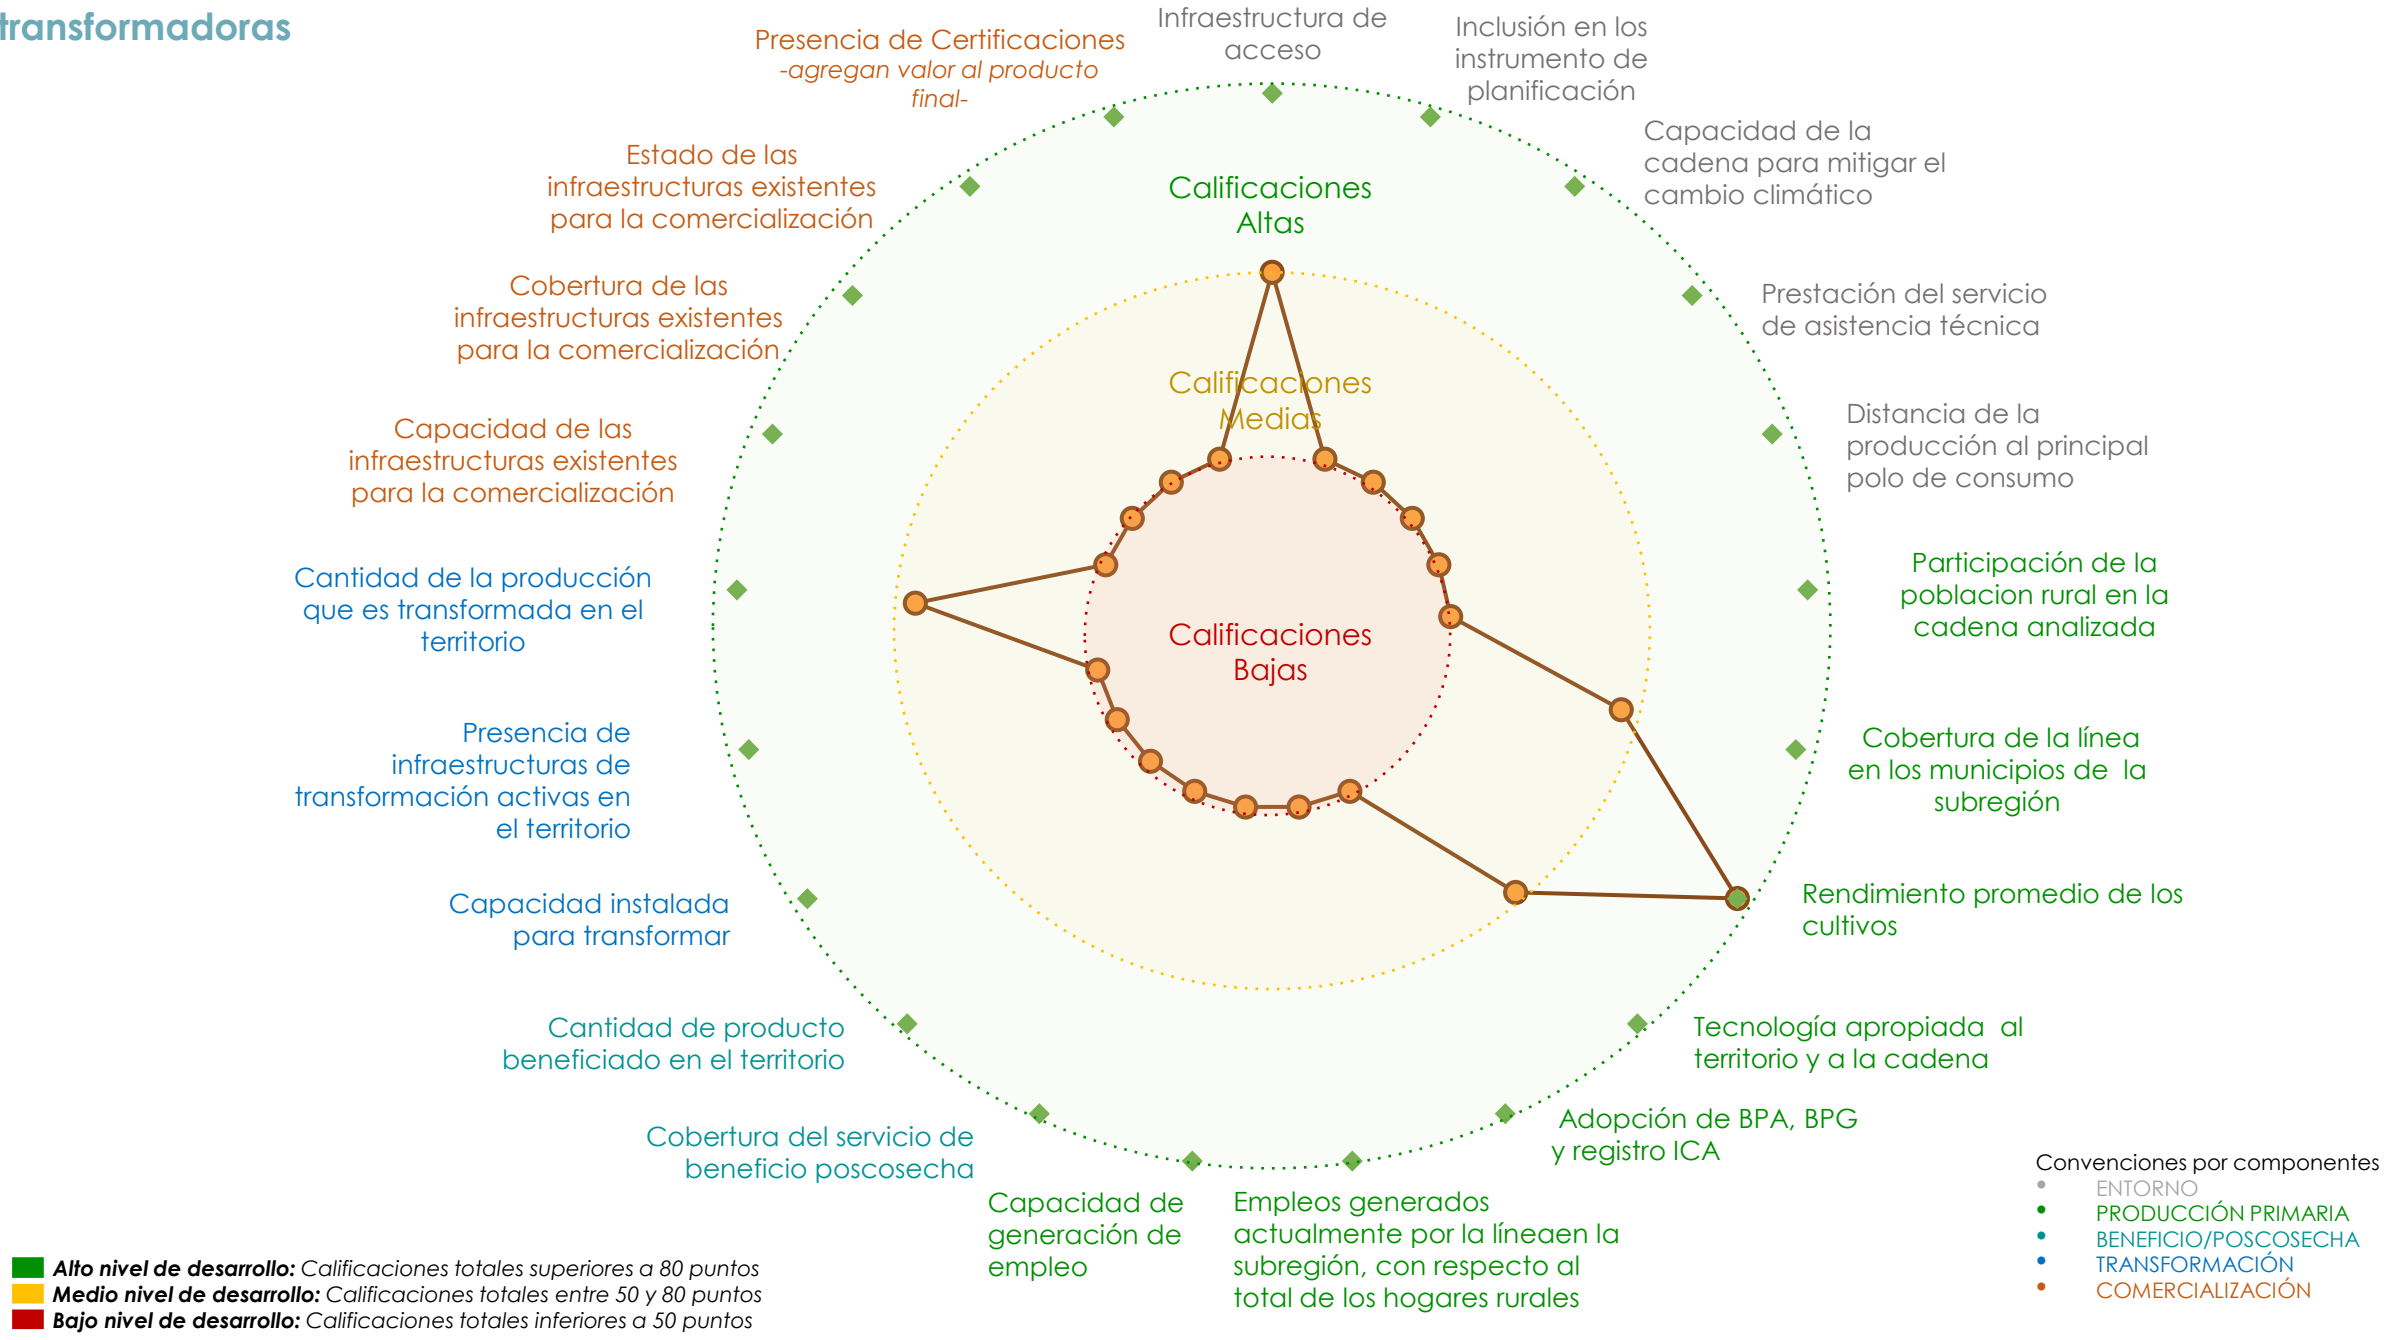 transformadoras
Infraestructura de
acceso
Inclusión en los
instrumento de
planificación
Capacidad de la
cadena para mitigar el
cambio climático
Prestación del servicio
de asistencia técnica
Distancia de la
producción al principal
polo de consumo
Participación de la
poblacion rural en la
cadena analizada
Cobertura de la línea
en los municipios de la
subregión
Rendimiento promedio de los
cultivos
Tecnología apropiada al
territorio y a la cadena
Adopción de BPA, BPG
y registro ICA
Empleos generados
actualmente por la líneaen la
subregión, con respecto al
total de los hogares rurales
Capacidad de
generación de
empleo
Cobertura del servicio de
beneficio poscosecha
Cantidad de producto
beneficiado en el territorio
Capacidad instalada
para transformar
Presencia de
infraestructuras de
transformación activas en
el territorio
Cantidad de la producción
que es transformada en el
territorio
Capacidad de las
infraestructuras existentes
para la comercialización
Cobertura de las
infraestructuras existentes
para la comercialización
Estado de las
infraestructuras existentes
para la comercialización
Presencia de Certificaciones
-agregan valor al producto
final-
Calificaciones
Altas
Calificaciones
Medias
Calificaciones
Bajas
Alto nivel de desarrollo: Calificaciones totales superiores a 80 puntos
Medio nivel de desarrollo: Calificaciones totales entre 50 y 80 puntos
Bajo nivel de desarrollo: Calificaciones totales inferiores a 50 puntos
Convenciones por componentes
• ENTORNO
• PRODUCCIÓN PRIMARIA
• BENEFICIO/POSCOSECHA
• TRANSFORMACIÓN
• COMERCIALIZACIÓN